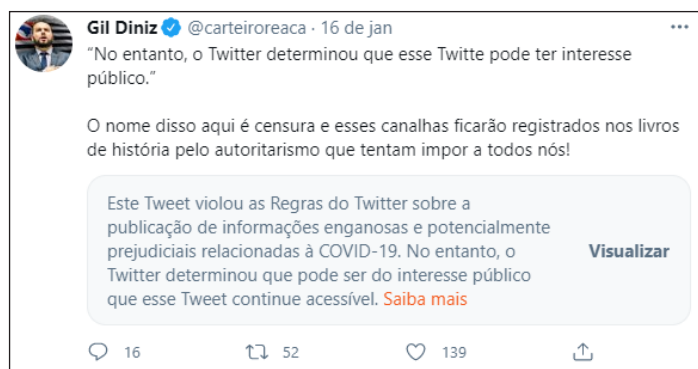 Gil Diniz @carteiroreaca · 16 de jan
“No entanto, o Twitter determinou que esse Twitte pode ter interesse
público.”
O nome disso aqui é censura e esses canalhas ficarão registrados nos livros
de história pelo autoritarismo que tentam impor a todos nós!
Este Tweet violou as Regras do Twitter sobre a
publicação de informações enganosas e potencialmente
prejudiciais relacionadas à COVID-19. No entanto, o
Twitter determinou que pode ser do interesse público
que esse Tweet continue acessível. Saiba mais
Visualizar
16 52 139